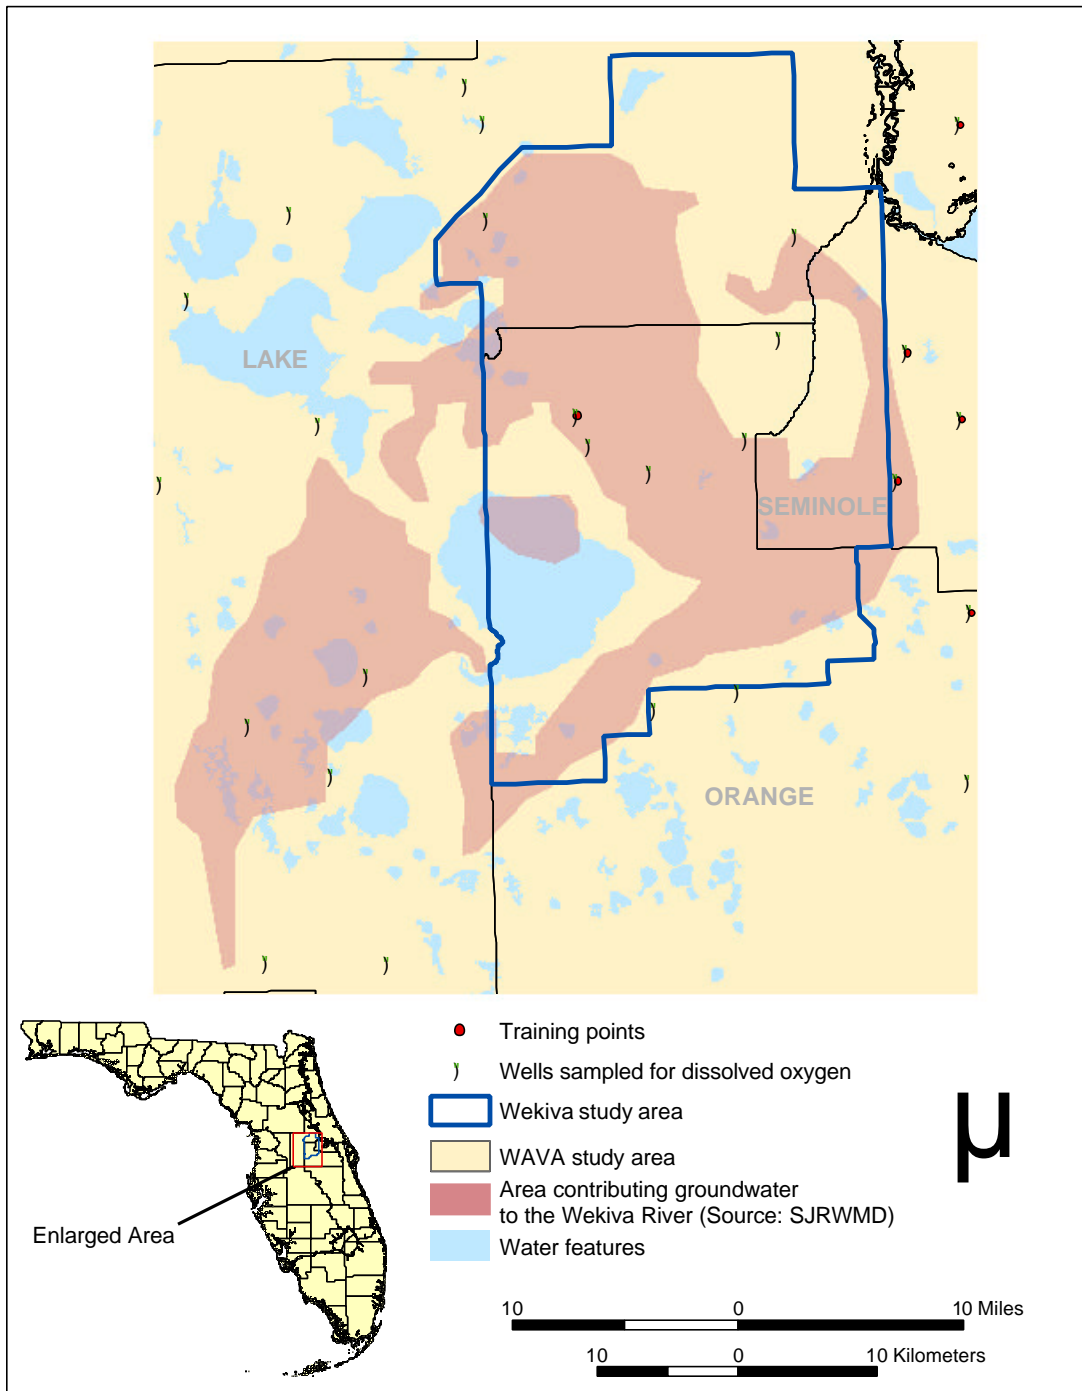 LAKE
SEMINOLE
ORANGE
Training points
Wells sampled for dissolved oxygen
Wekiva study area
WAVA study area
Area contributing groundwater
to the Wekiva River (Source: SJRWMD)
Water features
µ
Enlarged Area
10 0 10 Miles
10 0 10 Kilometers